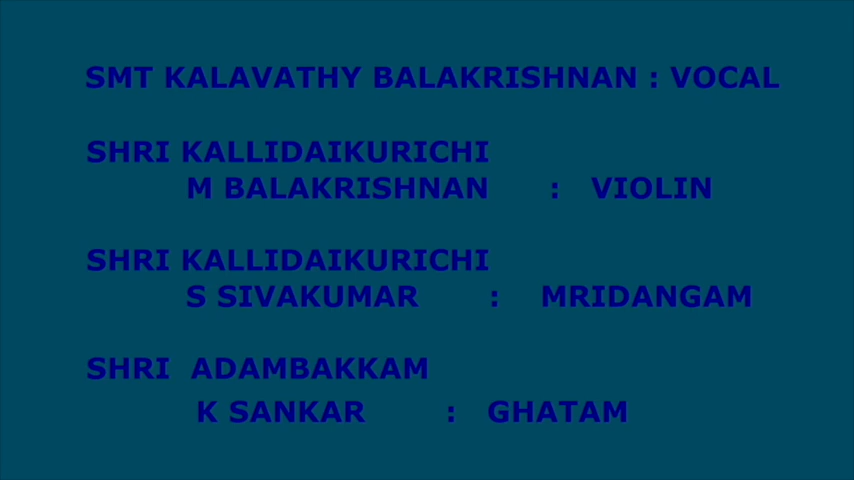 SMT KALAVATHY BALAKRISHNAN : VOCAL
SHRI KALLIDAIKURICHI
M BALAKRISHNAN : VIOLIN
SHRI KALLIDAIKURICHI
S SIVAKUMAR : MRIDANGAM
SHRI ADAMBAKKAM
K SANKAR : GHATAM